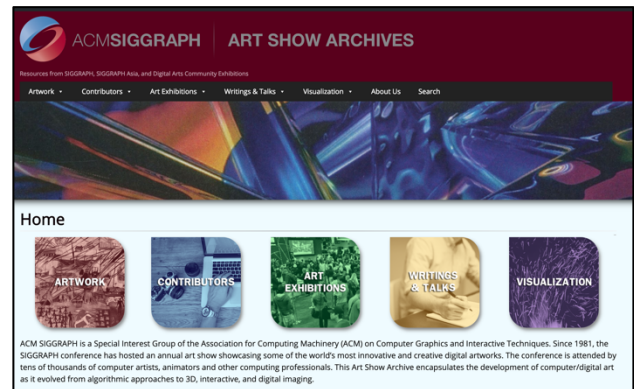 ACMSIGGRAPH | ART SHOW ARCHIVES
Resources from SIGGRAPH, SIGGRAPH Asia, and Digital Arts Community Exhibitions
Artwork Contributors Art Exhibitions Writings & Talks Visualization About Us Search
Home
ARTWORK
CONTRIBUTORS
ART
EXHIBITIONS
WRITINGS
& TALKS
VISUALIZATION
ACM SIGGRAPH is a Special Interest Group of the Association for Computing Machinery (ACM) on Computer Graphics and Interactive Techniques. Since 1981, the
SIGGRAPH conference has hosted an annual art show showcasing some of the world's most innovative and creative digital artworks. The conference is attended by
tens of thousands of computer artists, animators and other computing professionals. This Art Show Archive encapsulates the development of computer/digital art
as it evolved from algorithmic approaches to 3D, interactive, and digital imaging.